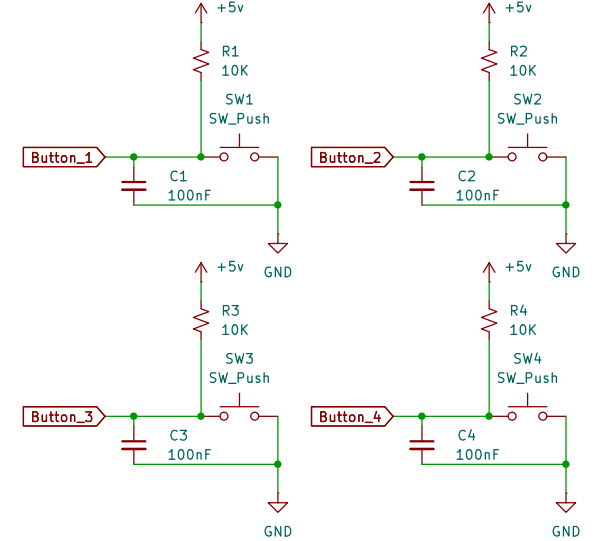 +5v
R1
10K
SW1
SW_Push
Button_1
C1
100nF
GND
+5v
R2
10K
SW2
SW_Push
Button_2
C2
100nF
GND
+5v
R3
10K
SW3
SW_Push
Button_3
C3
100nF
GND
+5v
R4
10K
SW4
SW_Push
Button_4
C4
100nF
GND